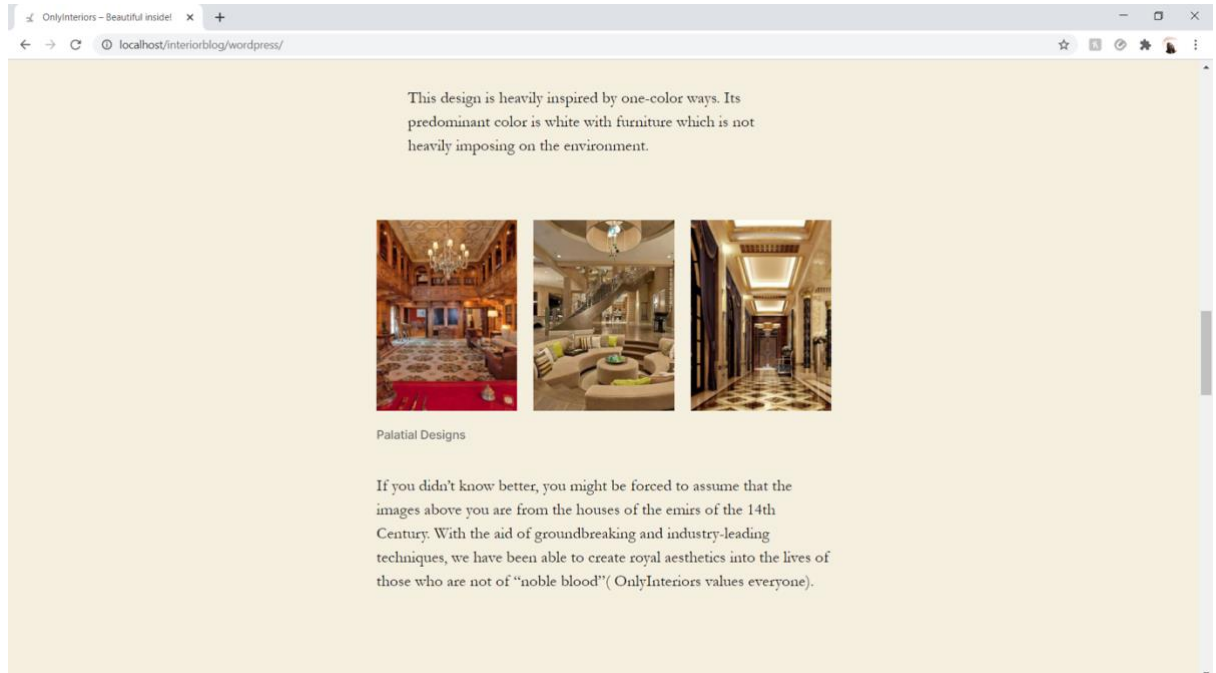 OnlyInteriors – Beautiful inside!
localhost/interiorblog/wordpress/
This design is heavily inspired by one-color ways. Its
predominant color is white with furniture which is not
heavily imposing on the environment.
Palatial Designs
If you didn’t know better, you might be forced to assume that the
images above you are from the houses of the emirs of the 14th
Century. With the aid of groundbreaking and industry-leading
techniques, we have been able to create royal aesthetics into the lives of
those who are not of “noble blood”( OnlyInteriors values everyone).